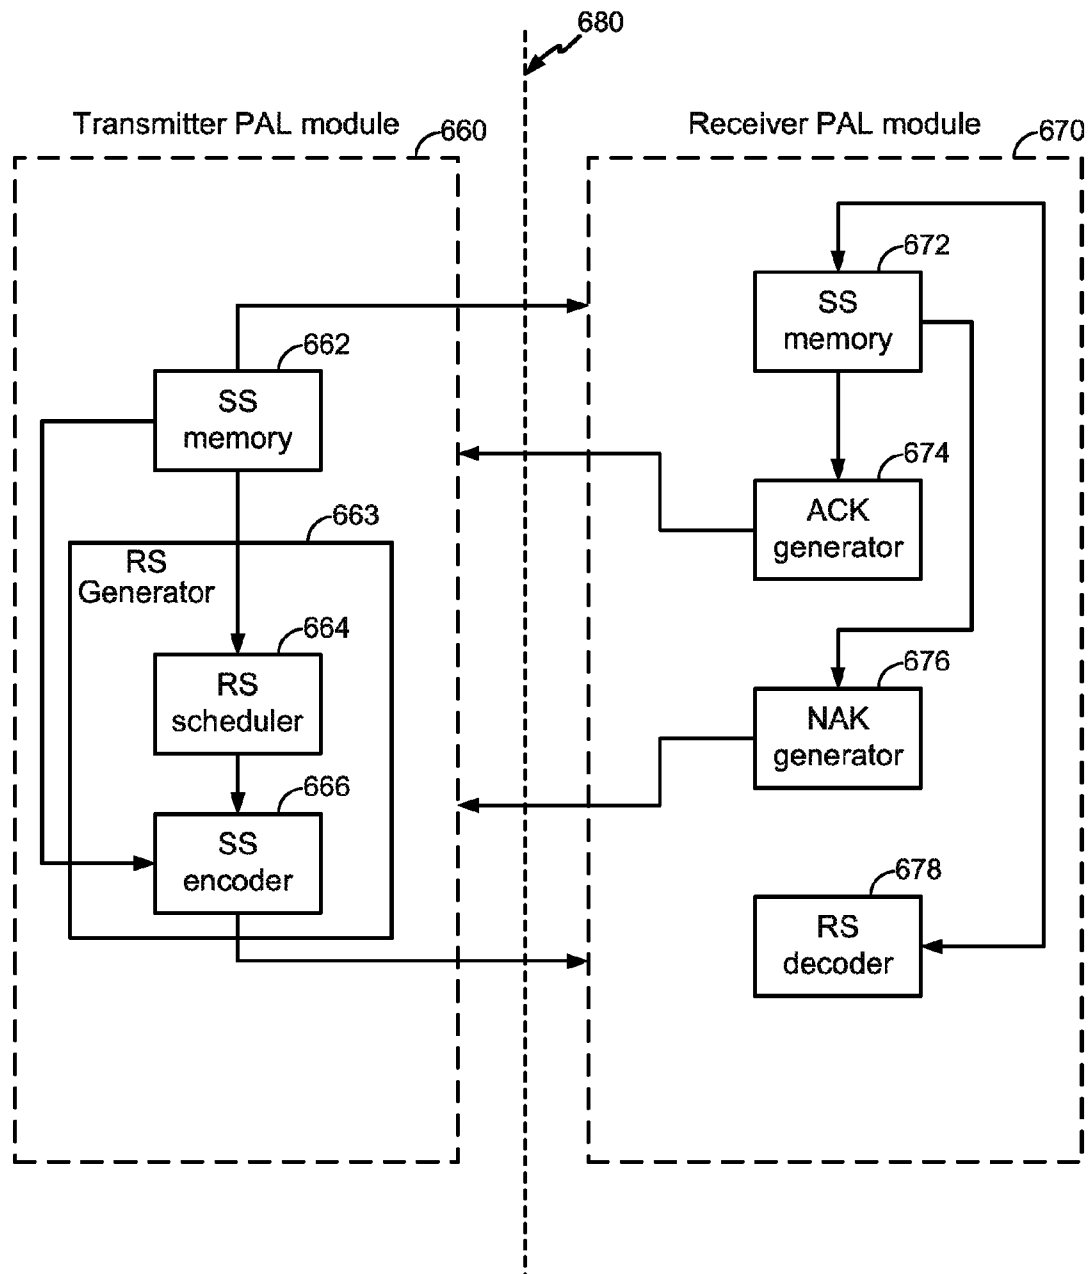 680
Transmitter PAL module
660
Receiver PAL module
670
672
SS
memory
662
SS
memory
674
ACK
generator
663
RS
Generator
664
RS
scheduler
676
NAK
generator
666
SS
encoder
678
RS
decoder